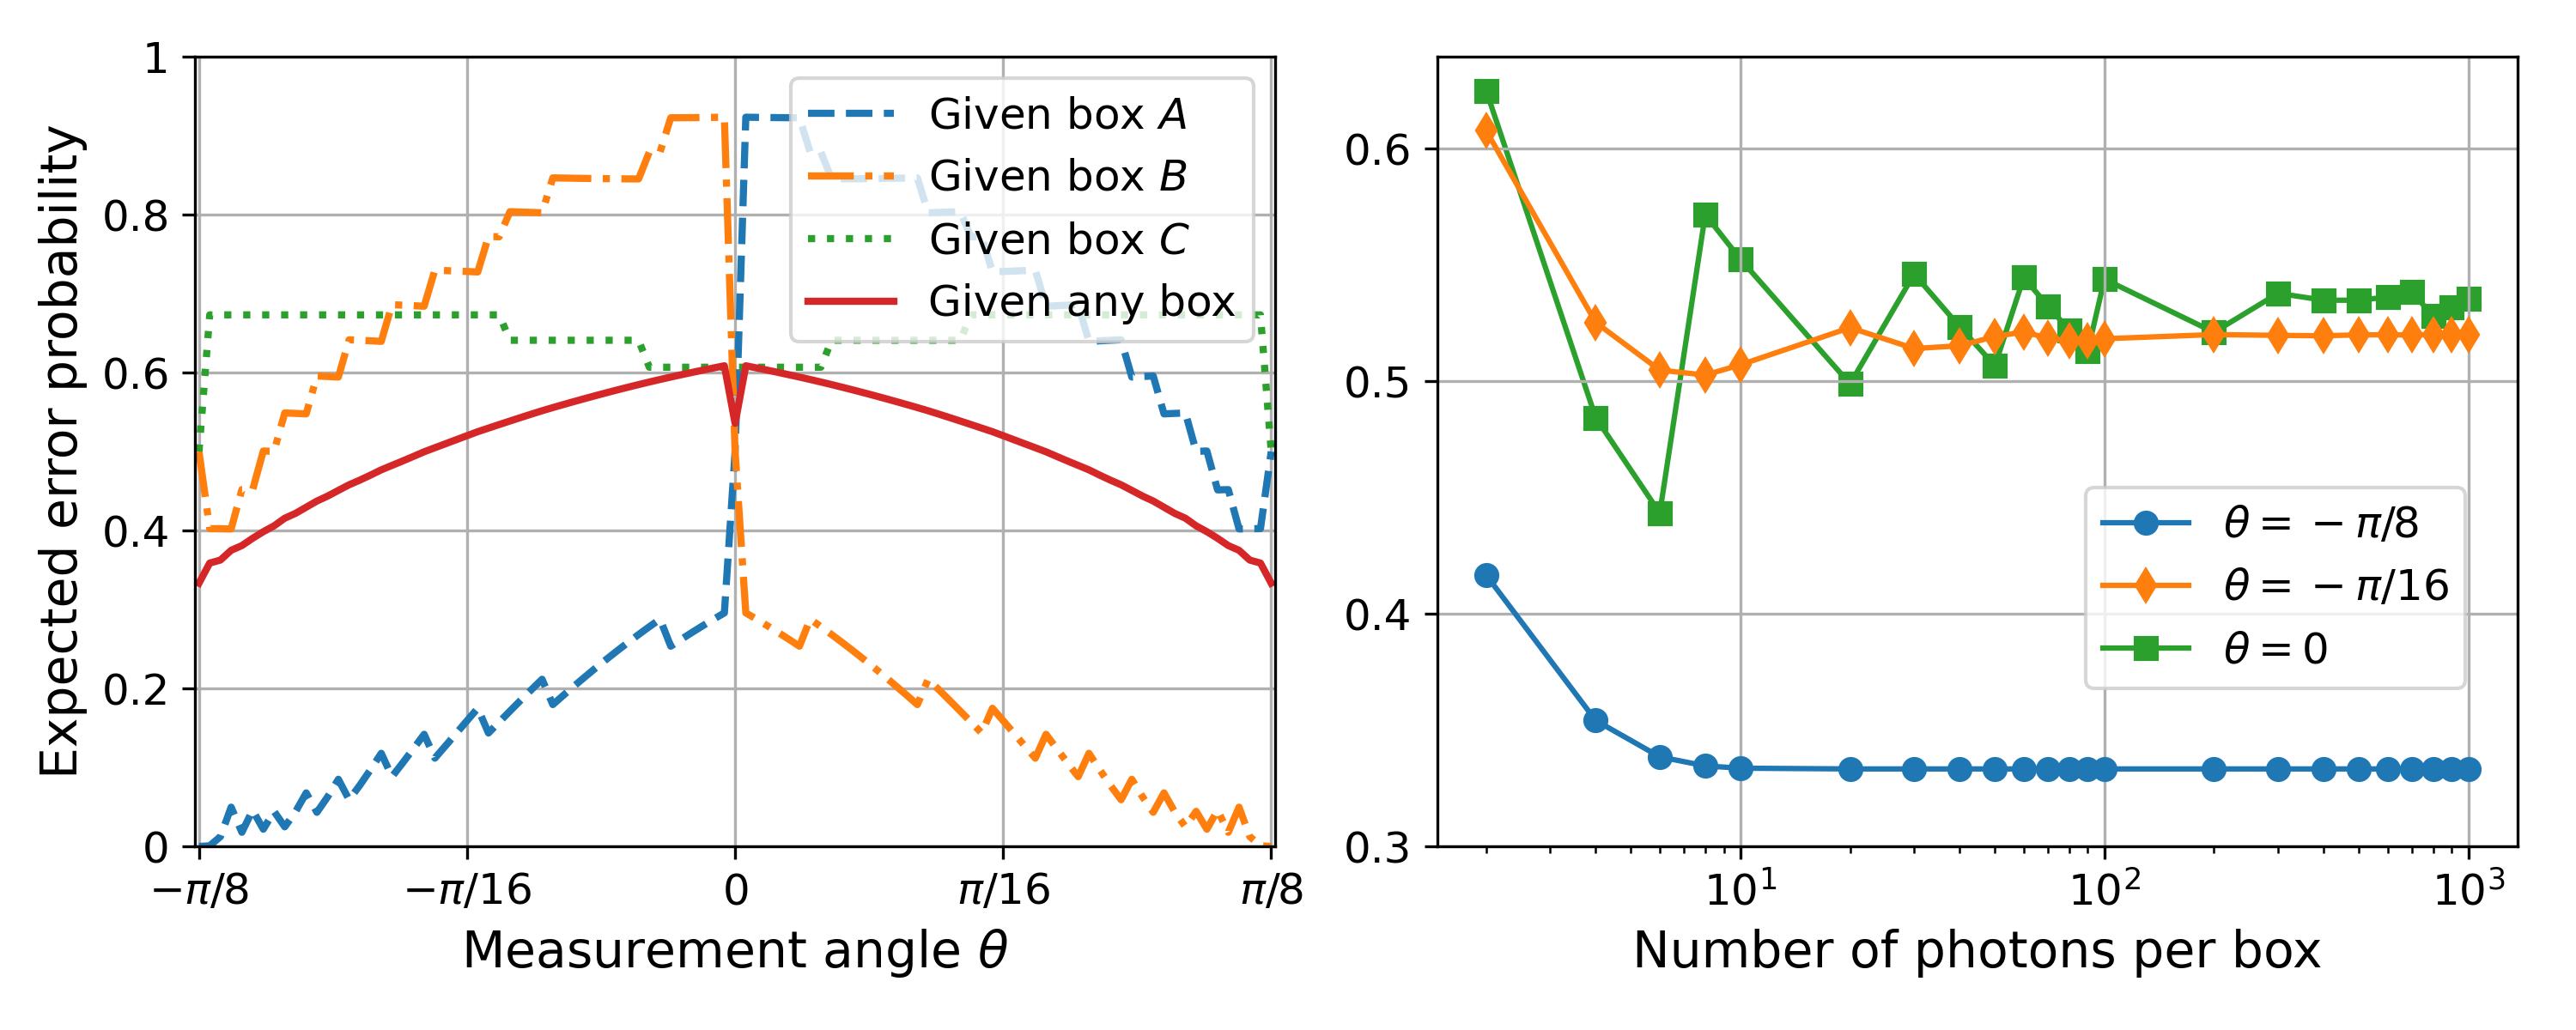 Expected error probability
1
0.8
0.6
0.4
0.2
0
−π/8
−π/16
0
π/16
π/8
Measurement angle θ
Given box A
Given box B
Given box C
Given any box
0.6
0.5
0.4
0.3
10¹
10²
10³
Number of photons per box
θ = − π/8
θ = − π/16
θ = 0